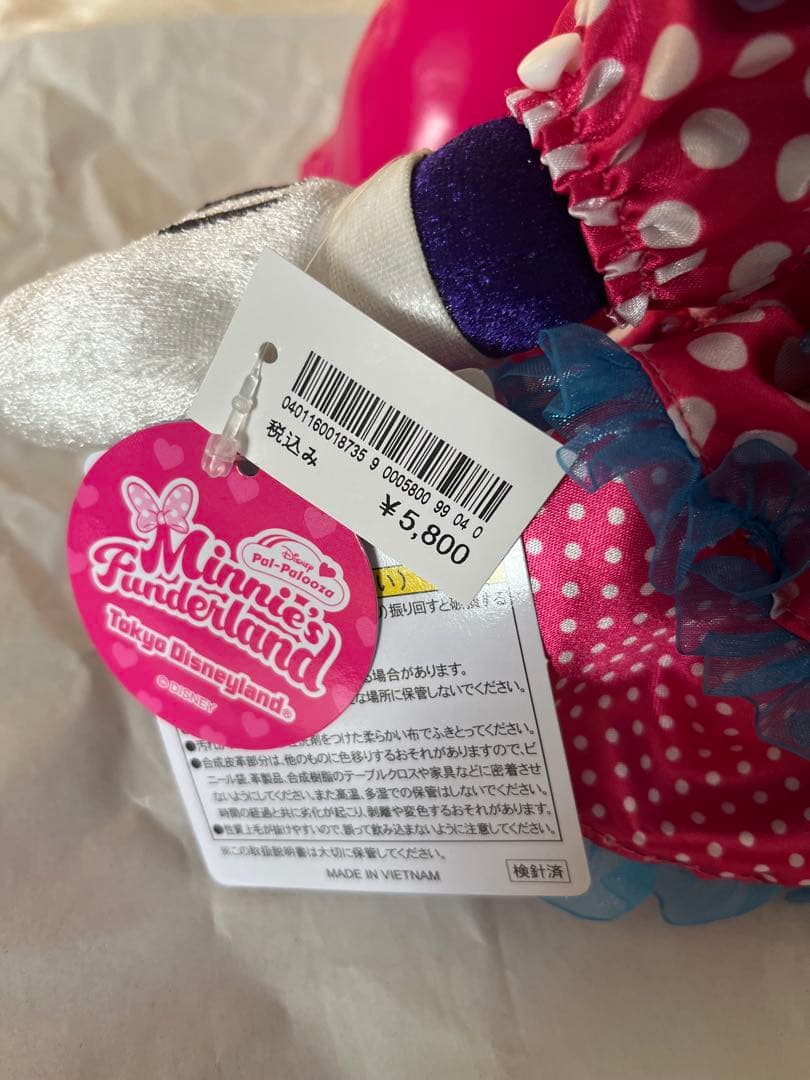 0401160018735 9 0005800 99 04 0
税込み
¥5,800
Disney
Pal-Palooza
Minnie's
Funderland
Tokyo Disneyland®
© DISNEY
い)
の振り回すと破損する
場合があります。
な場所に保管しないでください。
剤をつけた柔らかい布でふきとってください。
●合成皮革部分は、他のものに色移りするおそれがありますので、ビ
ニール袋、革製品、合成樹脂のテーブルクロスや家具などに密着させ
ないようにしてください。また高温、多湿での保管はしないでください。
時間の経過と共に劣化が起こり、剥離や変色するおそれがあります。
●性質上毛が抜けやすいので、誤って飲み込まないように注意してください。
※この取扱説明書は大切に保管してください。
MADE IN VIETNAM
検針済